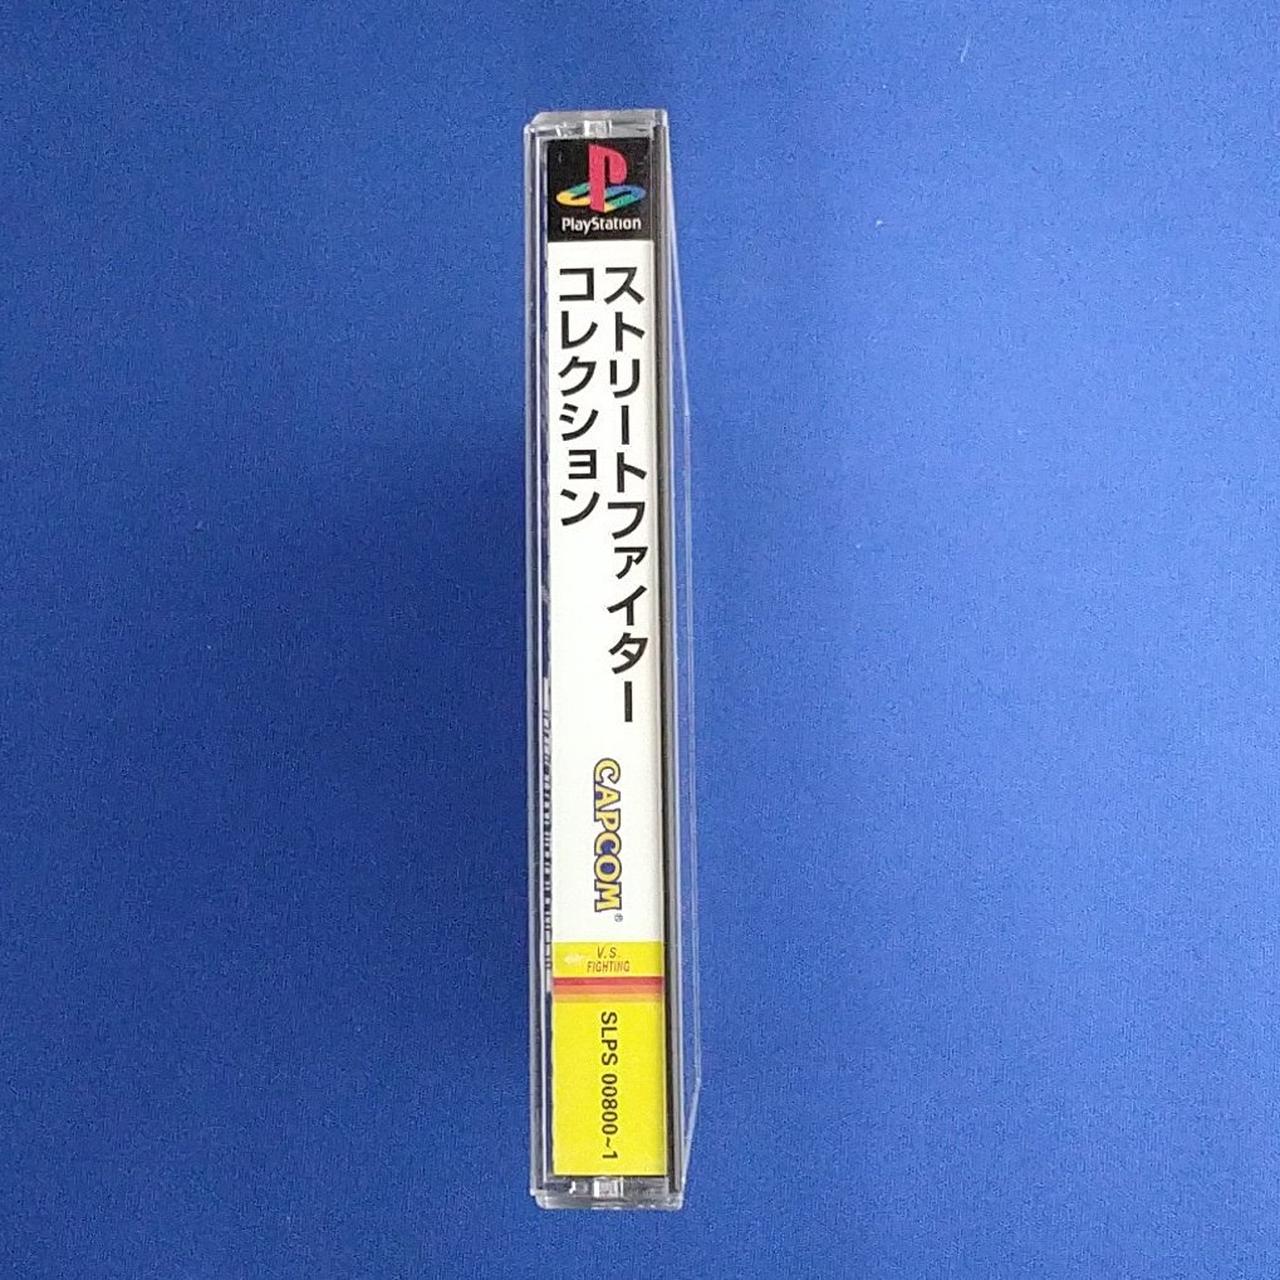 PlayStation
ストリートファイター
コレクション
CAPCOM®
V.S.
FIGHTING
SLPS 00800~1